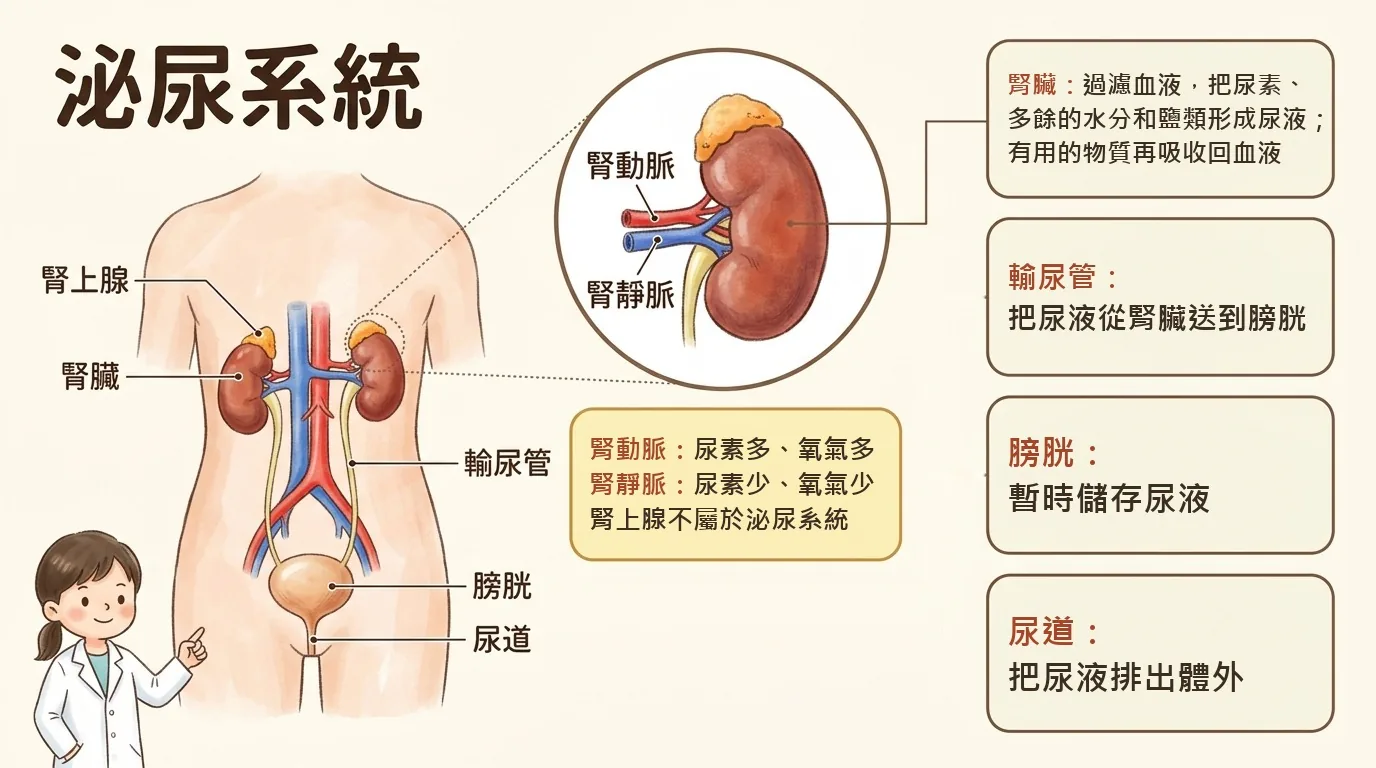 泌尿系統
腎上腺
腎臟
輸尿管
膀胱
尿道
腎動脈
腎靜脈
腎動脈：尿素多、氧氣多
腎靜脈：尿素少、氧氣少
腎上腺不屬於泌尿系統
腎臟：過濾血液，把尿素、
多餘的水分和鹽類形成尿液；
有用的物質再吸收回血液
輸尿管：
把尿液從腎臟送到膀胱
膀胱：
暫時儲存尿液
尿道：
把尿液排出體外